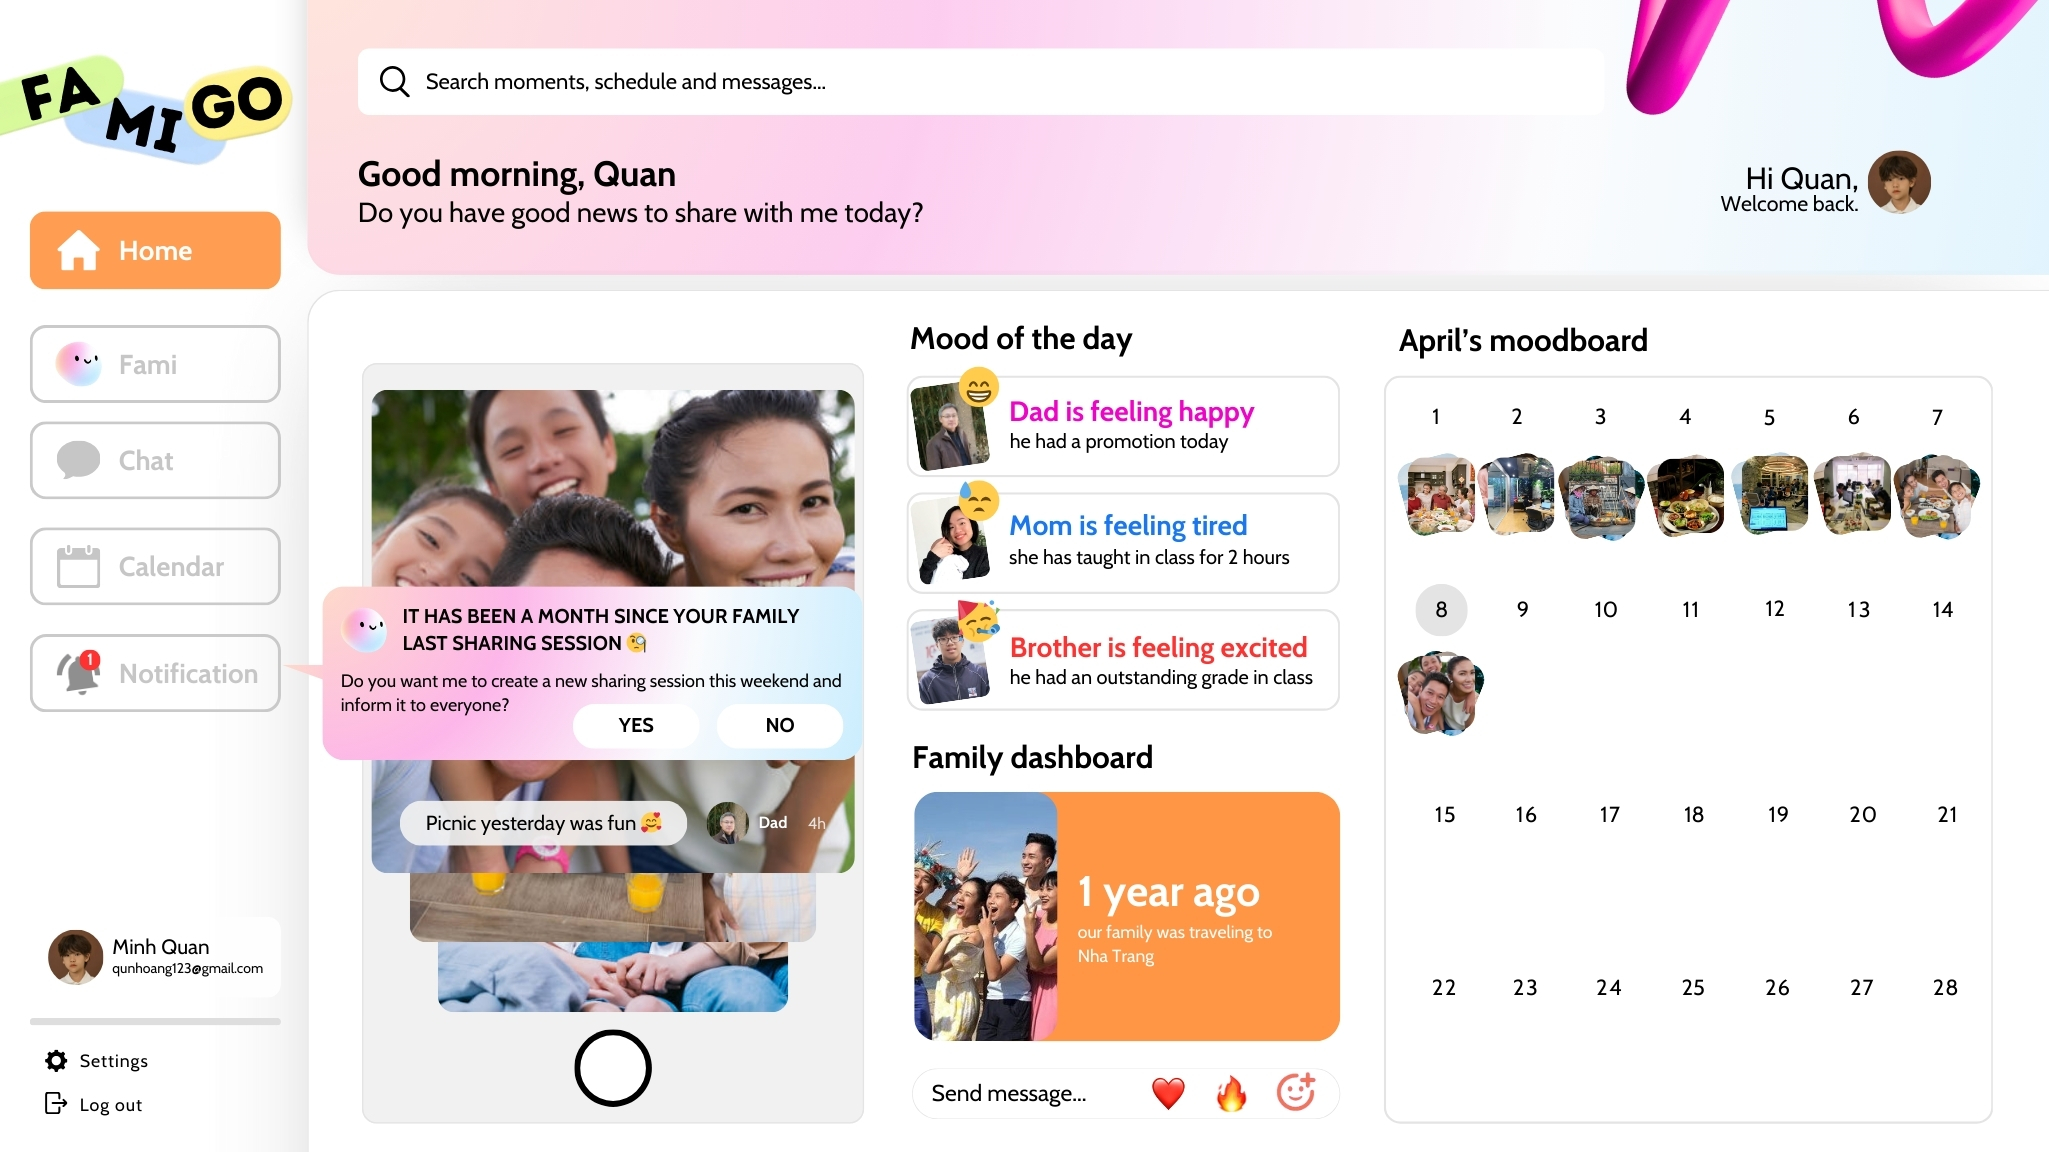 FAMIGO
Home
Fami
Chat
Calendar
1
Notification
Minh Quan
qunhoang123@gmail.com
Settings
Log out
Search moments, schedule and messages...
Good morning, Quan
Do you have good news to share with me today?
Hi Quan,
Welcome back.
IT HAS BEEN A MONTH SINCE YOUR FAMILY
LAST SHARING SESSION 🧐
Do you want me to create a new sharing session this weekend and
inform it to everyone?
YES NO
Picnic yesterday was fun 🥰 Dad 4h
Mood of the day
Dad is feeling happy
he had a promotion today
Mom is feeling tired
she has taught in class for 2 hours
Brother is feeling excited
he had an outstanding grade in class
Family dashboard
1 year ago
our family was traveling to
Nha Trang
Send message...
April’s moodboard
1 2 3 4 5 6 7
8 9 10 11 12 13 14
15 16 17 18 19 20 21
22 23 24 25 26 27 28